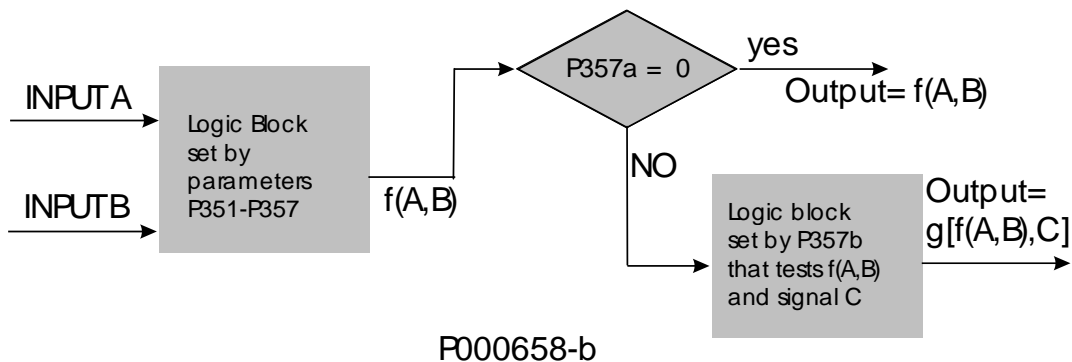 INPUT A
INPUT B
Logic Block
set by
parameters
P351-P357
f(A,B)
P357a = 0
yes
Output= f(A,B)
NO
Logic block
set by P357b
that tests f(A,B)
and signal C
Output=
g[f(A,B),C]
P000658-b